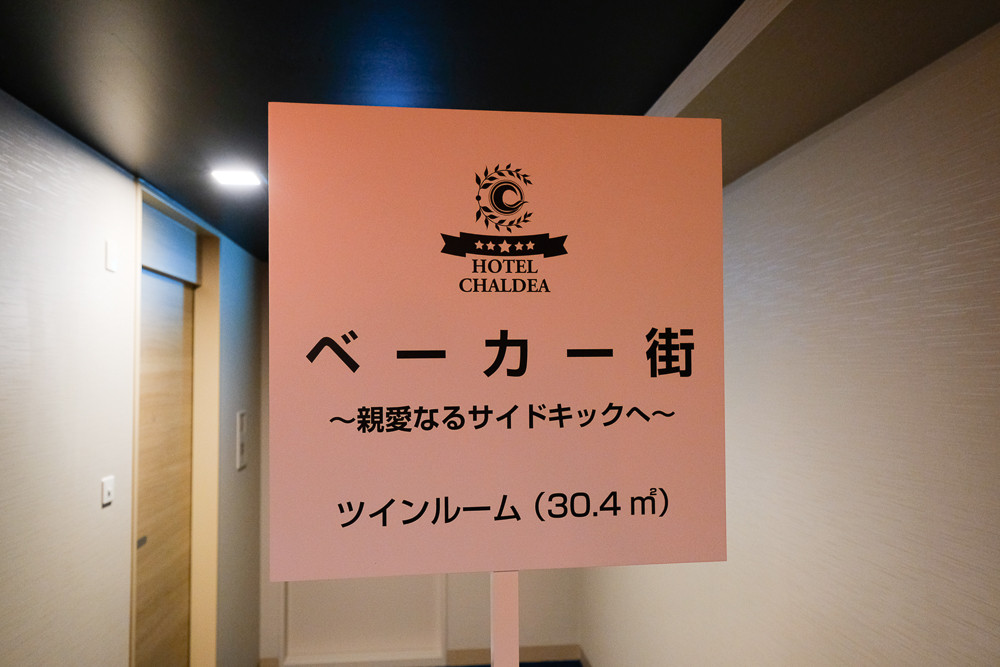 HOTEL
CHALDEA
ベーカー街
〜親愛なるサイドキックへ〜
ツインルーム（30.4㎡）